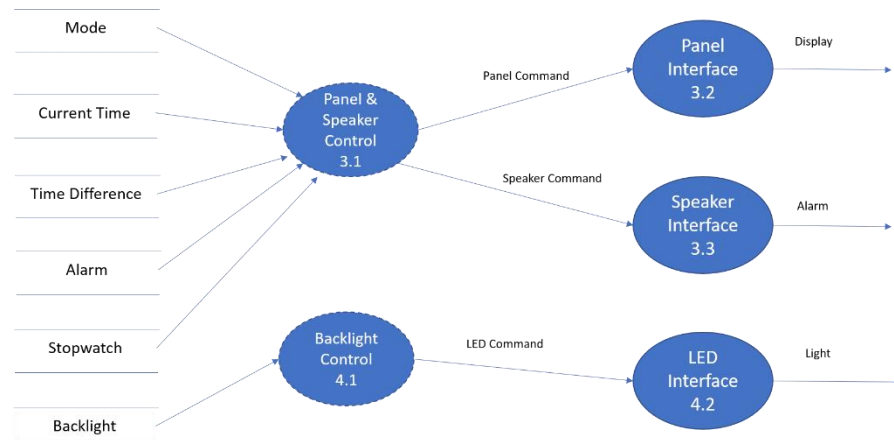 Mode
Current Time
Time Difference
Alarm
Stopwatch
Backlight
Panel &
Speaker
Control
3.1
Backlight
Control
4.1
Panel Command
Speaker Command
LED Command
Panel
Interface
3.2
Speaker
Interface
3.3
LED
Interface
4.2
Display
Alarm
Light